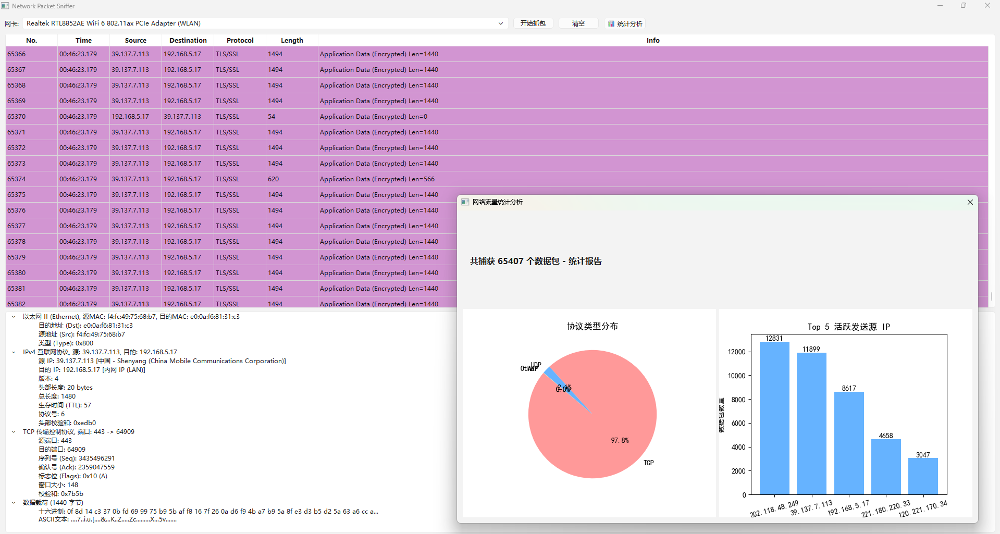 Network Packet Sniffer
网卡: Realtek RTL8852AE WiFi 6 802.11ax PCIe Adapter (WLAN) 开始抓包 清空 统计分析
No. Time Source Destination Protocol Length Info
65366 00:46:23.179 39.137.7.113 192.168.5.17 TLS/SSL 1494 Application Data (Encrypted) Len=1440
65367 00:46:23.179 39.137.7.113 192.168.5.17 TLS/SSL 1494 Application Data (Encrypted) Len=1440
65368 00:46:23.179 39.137.7.113 192.168.5.17 TLS/SSL 1494 Application Data (Encrypted) Len=1440
65369 00:46:23.179 39.137.7.113 192.168.5.17 TLS/SSL 1494 Application Data (Encrypted) Len=1440
65370 00:46:23.179 192.168.5.17 39.137.7.113 TLS/SSL 54 Application Data (Encrypted) Len=0
65371 00:46:23.179 39.137.7.113 192.168.5.17 TLS/SSL 1494 Application Data (Encrypted) Len=1440
65372 00:46:23.179 39.137.7.113 192.168.5.17 TLS/SSL 1494 Application Data (Encrypted) Len=1440
65373 00:46:23.179 39.137.7.113 192.168.5.17 TLS/SSL 1494 Application Data (Encrypted) Len=1440
65374 00:46:23.179 39.137.7.113 192.168.5.17 TLS/SSL 620 Application Data (Encrypted) Len=566
65375 00:46:23.179 39.137.7.113 192.168.5.17 TLS/SSL 1494 Application Data (Encrypted) Len=1440
65376 00:46:23.179 39.137.7.113 192.168.5.17 TLS/SSL 1494 Application Data (Encrypted) Len=1440
65377 00:46:23.179 39.137.7.113 192.168.5.17 TLS/SSL 1494 Application Data (Encrypted) Len=1440
65378 00:46:23.179 39.137.7.113 192.168.5.17 TLS/SSL 1494 Application Data (Encrypted) Len=1440
65379 00:46:23.179 39.137.7.113 192.168.5.17 TLS/SSL 1494 Application Data (Encrypted) Len=1440
65380 00:46:23.179 39.137.7.113 192.168.5.17 TLS/SSL 1494 Application Data (Encrypted) Len=1440
65381 00:46:23.179 39.137.7.113 192.168.5.17 TLS/SSL 1494 Application Data (Encrypted) Len=1440
65382 00:46:23.179 39.137.7.113 192.168.5.17 TLS/SSL 1494 Application Data (Encrypted) Len=1440
以太网 II (Ethernet), 源MAC: f4:fc:49:75:68:b7, 目的MAC: e0:0a:f6:81:31:c3
目的地址 (Dst): e0:0a:f6:81:31:c3
源地址 (Src): f4:fc:49:75:68:b7
类型 (Type): 0x800
IPv4 互联网协议, 源: 39.137.7.113, 目的: 192.168.5.17
源 IP: 39.137.7.113 [中国 - Shenyang (China Mobile Communications Corporation)]
目的 IP: 192.168.5.17 [内网 IP (LAN)]
版本: 4
头部长度: 20 bytes
总长度: 1480
生存时间 (TTL): 57
协议号: 6
头部校验和: 0xedb0
TCP 传输控制协议, 端口: 443 -> 64909
源端口: 443
目的端口: 64909
序列号 (Seq): 3435496291
确认号 (Ack): 2359047559
标志位 (Flags): 0x10 (A)
窗口大小: 148
校验和: 0x7b5b
数据载荷 (1440 字节)
十六进制: 0f 8d 14 c3 37 0b fd 69 99 75 b9 5b af f8 16 7f 26 0a d6 f9 4b a7 b9 5a 8f e3 d3 b5 d2 5a 63 a6 cc a...
ASCII文本: ....7..i.u.[....&...K..Z.....Zc.........X...5v.......
网络流量统计分析
共捕获 65407 个数据包 - 统计报告
协议类型分布
UDP
Other
ARP
2.1%
0.0%
97.8%
TCP
Top 5 活跃发送源 IP
数据包数量
12000
10000
8000
6000
4000
2000
0
12831
11899
8617
4658
3047
202.118.48.249
39.137.7.113
192.168.5.17
221.180.220.33
120.221.170.34